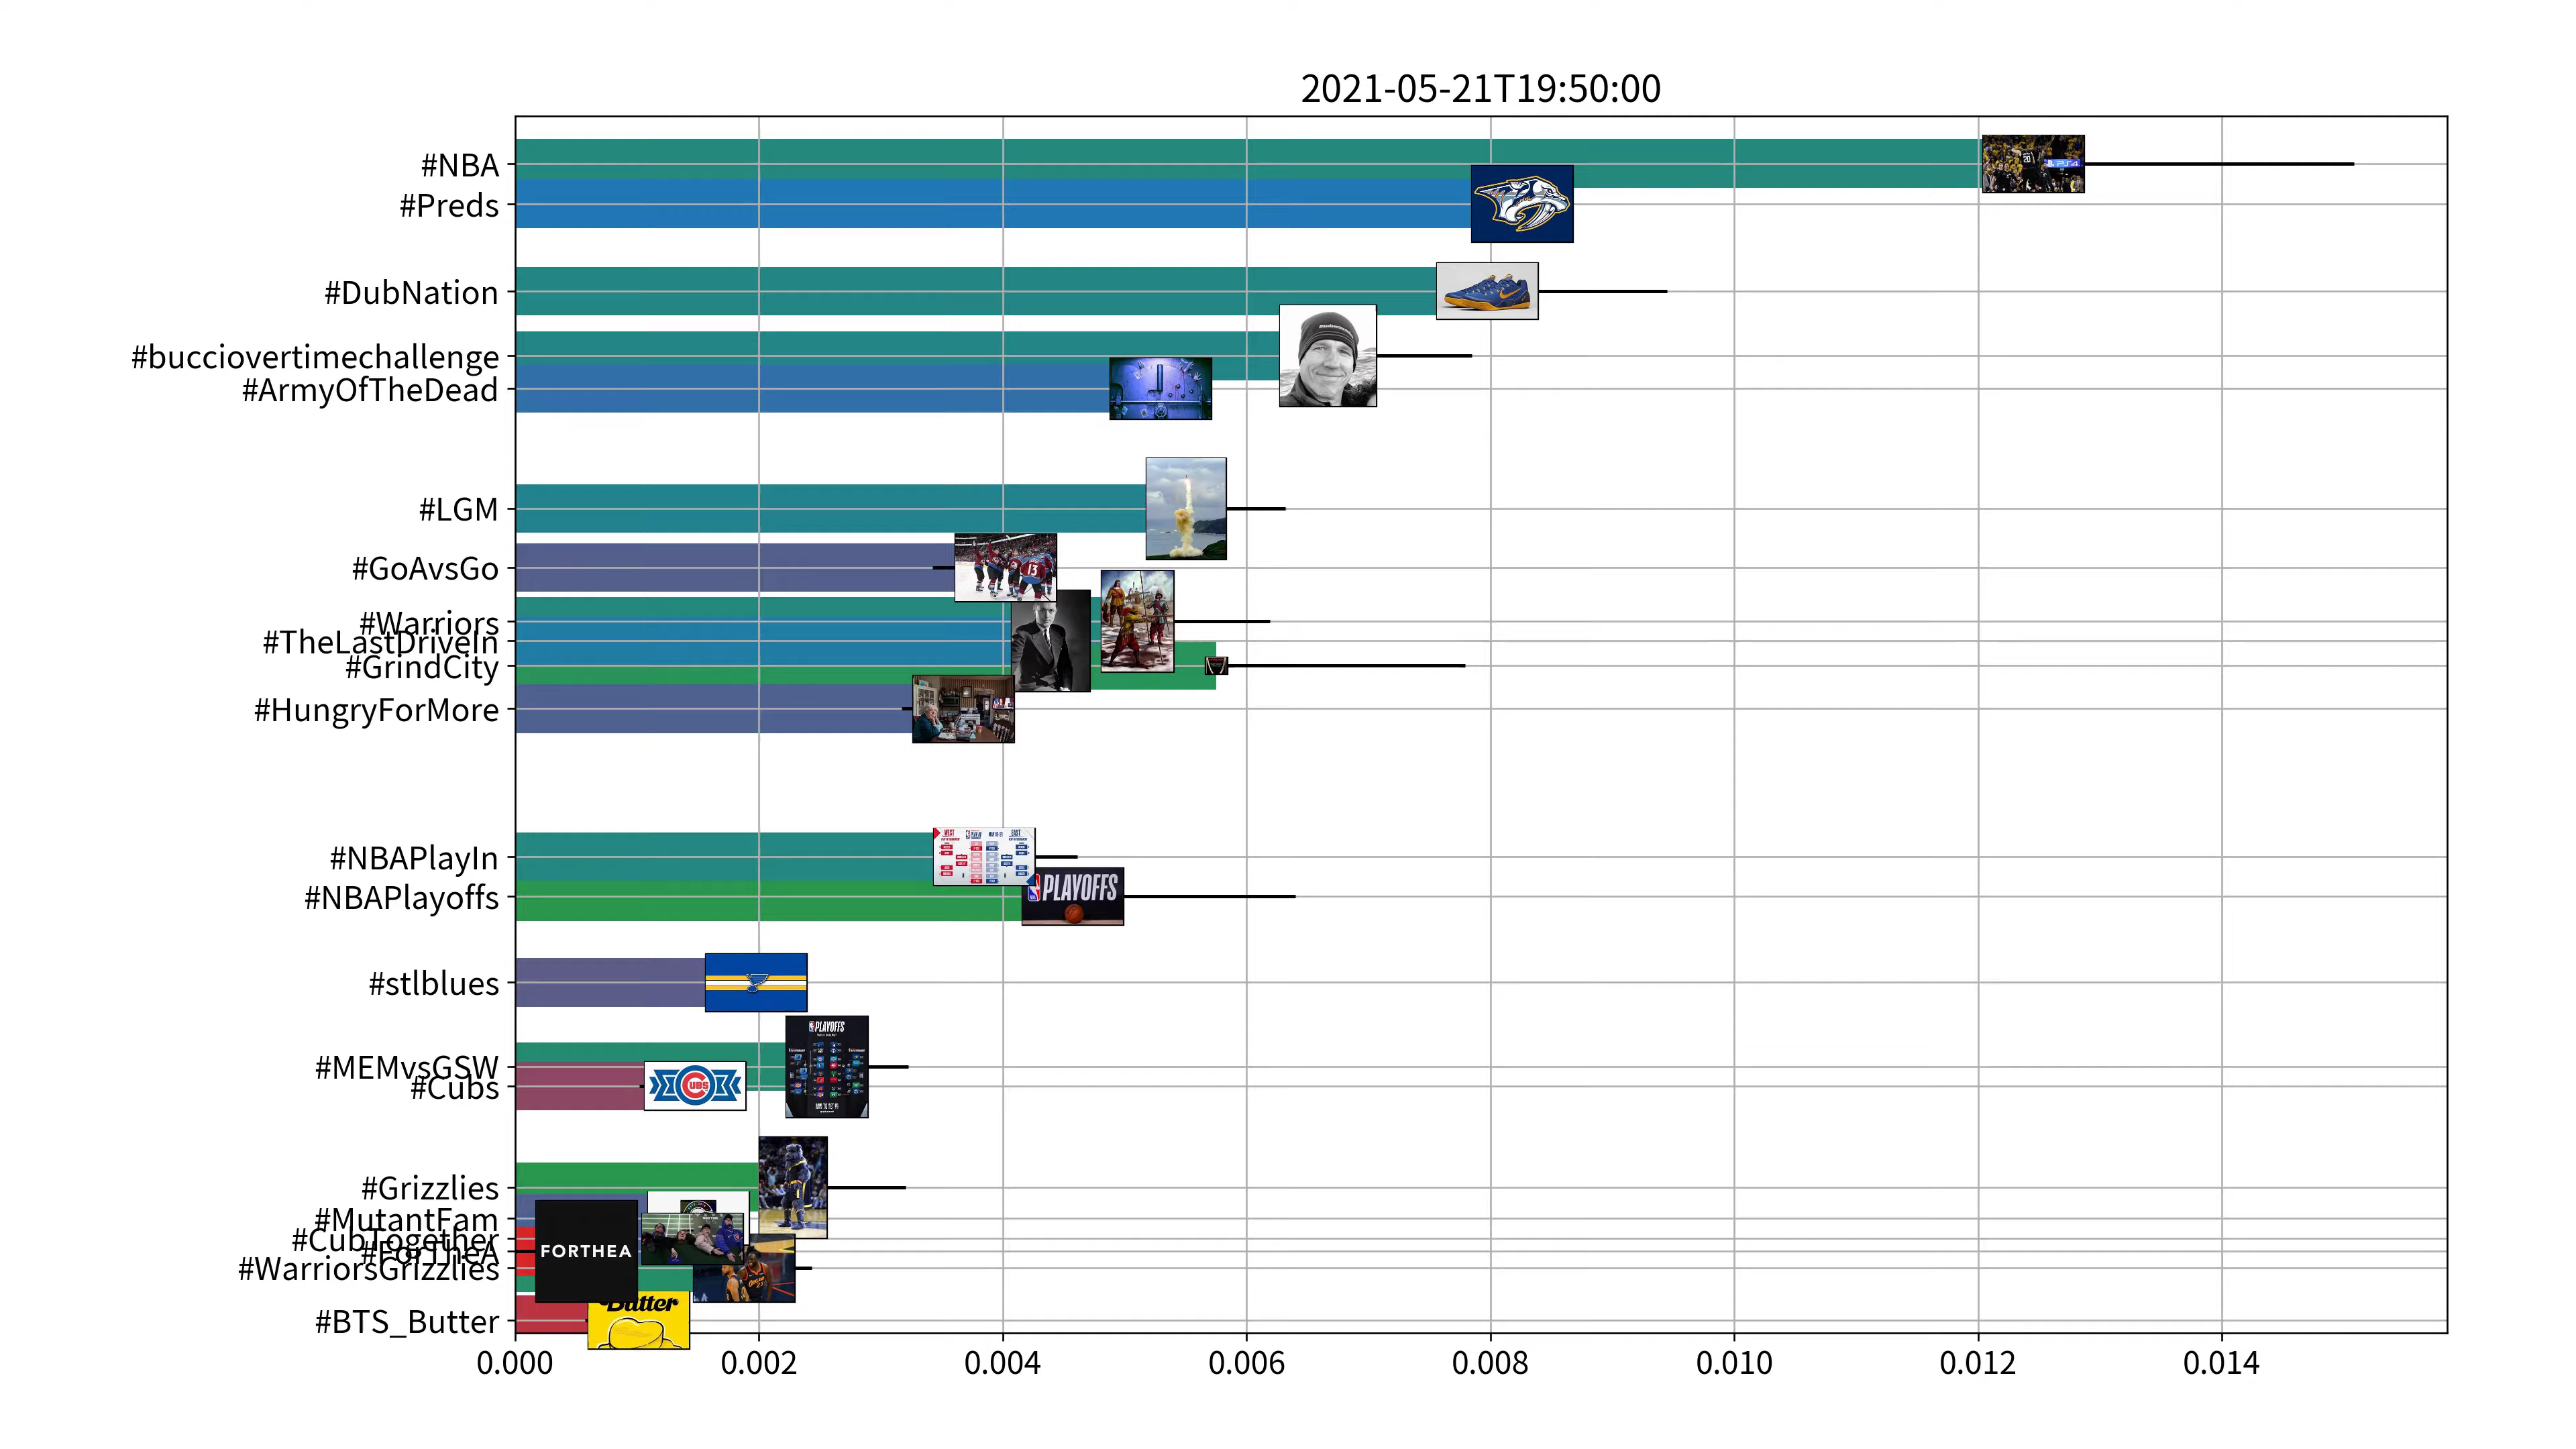 2021-05-21T19:50:00
#NBA
#Preds
#DubNation
#bucciovertimechallenge
#ArmyOfTheDead
#LGM
#GoAvsGo
#Warriors
#TheLastDriveIn
#GrindCity
#HungryForMore
#NBAPlayIn
#NBAPlayoffs
PLAYOFFS
#stlblues
PLAYOFFS
#MEMvsGSW
#Cubs
CUBS
#Grizzlies
#MutantFam
#CubTogether
#ForTheA
FORTHEA
#WarriorsGrizzlies
#BTS_Butter
Butter
0.000 0.002 0.004 0.006 0.008 0.010 0.012 0.014